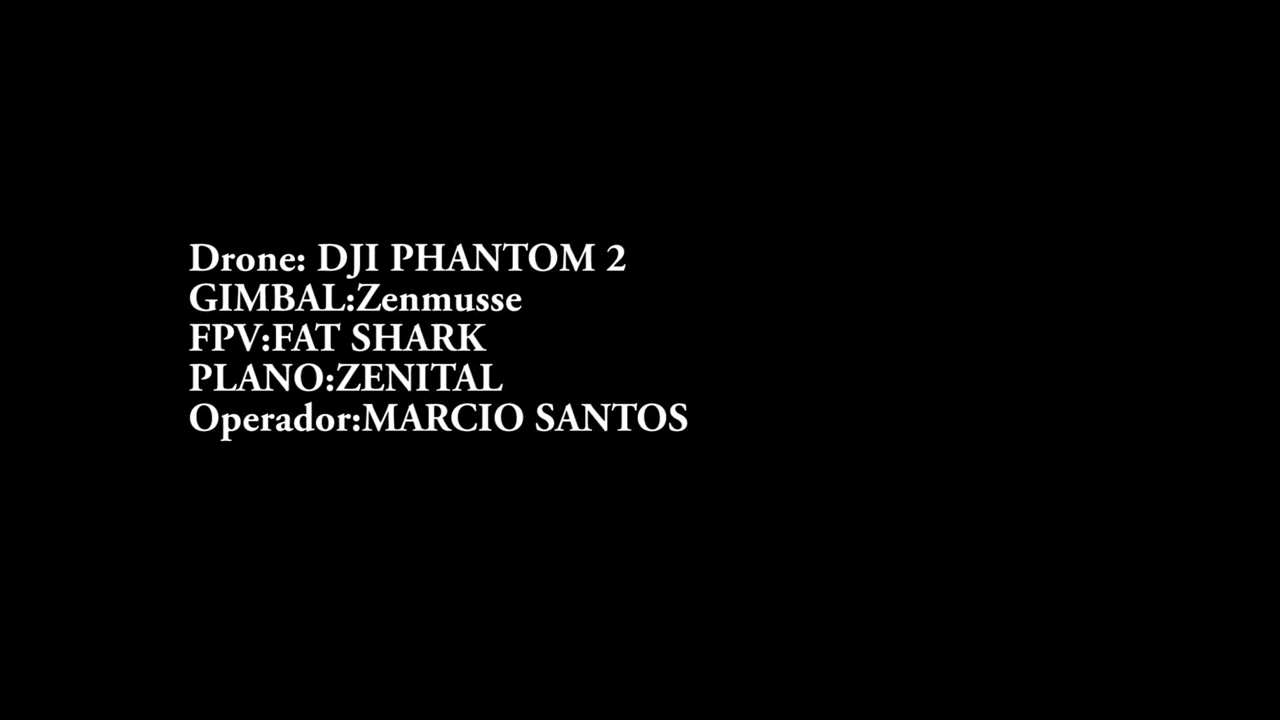 Drone: DJI PHANTOM 2
GIMBAL:Zenmusse
FPV:FAT SHARK
PLANO:ZENITAL
Operador:MARCIO SANTOS